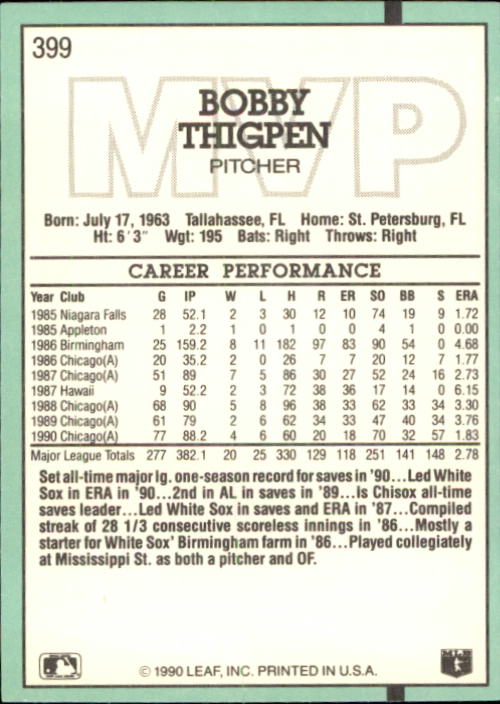 399
MVP
BOBBY
THIGPEN
PITCHER
Born: July 17, 1963 Tallahassee, FL Home: St. Petersburg, FL
Ht: 6'3" Wgt: 195 Bats: Right Throws: Right
CAREER PERFORMANCE
Year Club G IP W L H R ER SO BB S ERA
1985 Niagara Falls 28 52.1 2 3 30 12 10 74 19 9 1.72
1985 Appleton 1 2.2 1 0 1 0 0 4 1 0 0.00
1986 Birmingham 25 159.2 8 11 182 97 83 90 54 0 4.68
1986 Chicago(A) 20 35.2 2 0 26 7 7 20 12 7 1.77
1987 Chicago(A) 51 89 7 5 86 30 27 52 24 16 2.73
1987 Hawaii 9 52.2 2 3 72 38 36 17 14 0 6.15
1988 Chicago(A) 68 90 5 8 96 38 33 62 33 34 3.30
1989 Chicago(A) 61 79 2 6 62 34 33 47 40 34 3.76
1990 Chicago(A) 77 88.2 4 6 60 20 18 70 32 57 1.83
Major League Totals 277 382.1 20 25 330 129 118 251 141 148 2.78
Set all-time major lg. one-season record for saves in '90...Led White
Sox in ERA in '90...2nd in AL in saves in '89...Is Chisox all-time
saves leader...Led White Sox in saves and ERA in '87...Compiled
streak of 28 1/3 consecutive scoreless innings in '86...Mostly a
starter for White Sox' Birmingham farm in '86...Played collegiately
at Mississippi St. as both a pitcher and OF.
© 1990 LEAF, INC. PRINTED IN U.S.A.